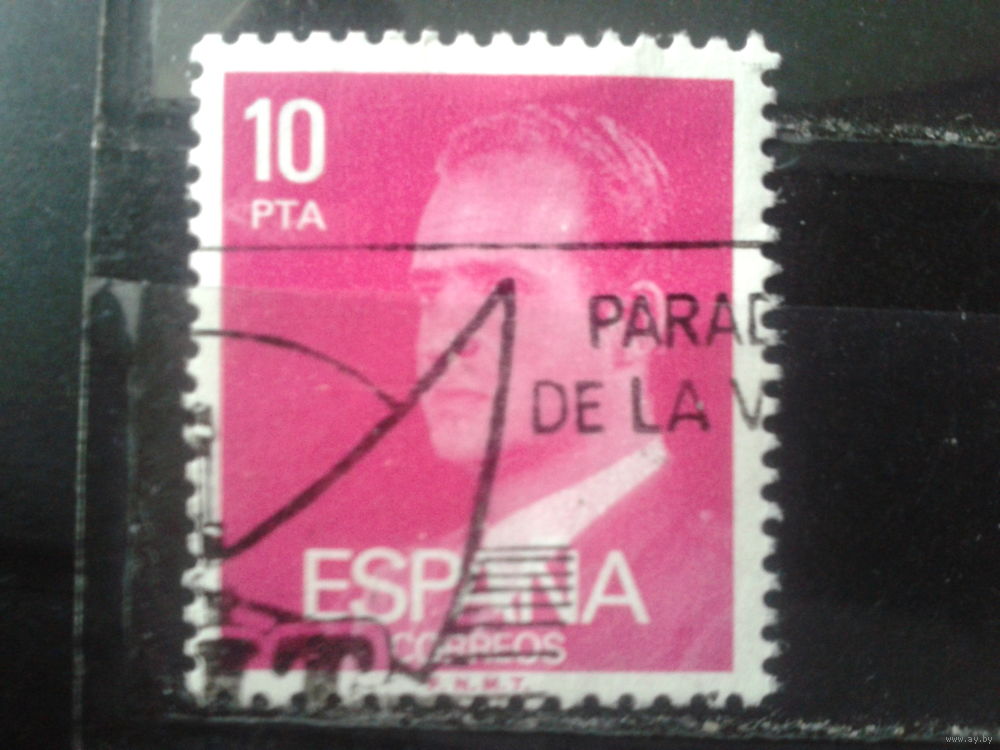 10
PTA
PARAD
DE LA V
ESPAÑA
CORREOS
F. N. M. T.
www.ay.by